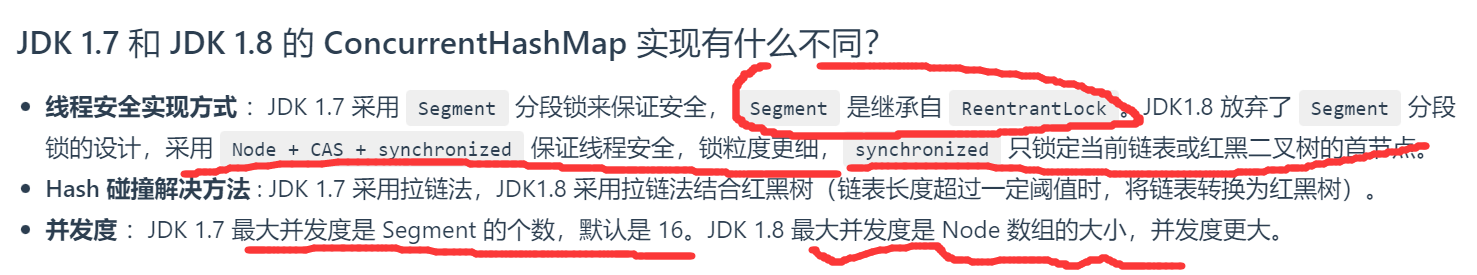 JDK 1.7 和 JDK 1.8 的 ConcurrentHashMap 实现有什么不同？
• 线程安全实现方式 ：JDK 1.7 采用 Segment 分段锁来保证安全， Segment 是继承自 ReentrantLock 。JDK1.8 放弃了 Segment 分段
锁的设计，采用 Node + CAS + synchronized 保证线程安全，锁粒度更细， synchronized 只锁定当前链表或红黑二叉树的首节点。
• Hash 碰撞解决方法 : JDK 1.7 采用拉链法，JDK1.8 采用拉链法结合红黑树（链表长度超过一定阈值时，将链表转换为红黑树）。
• 并发度 ：JDK 1.7 最大并发度是 Segment 的个数，默认是 16。JDK 1.8 最大并发度是 Node 数组的大小，并发度更大。